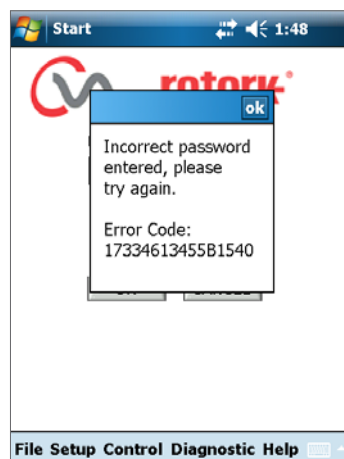 Start 1:48
rotork
ok
Incorrect password
entered, please
try again.
Error Code:
17334613455B1540
File Setup Control Diagnostic Help